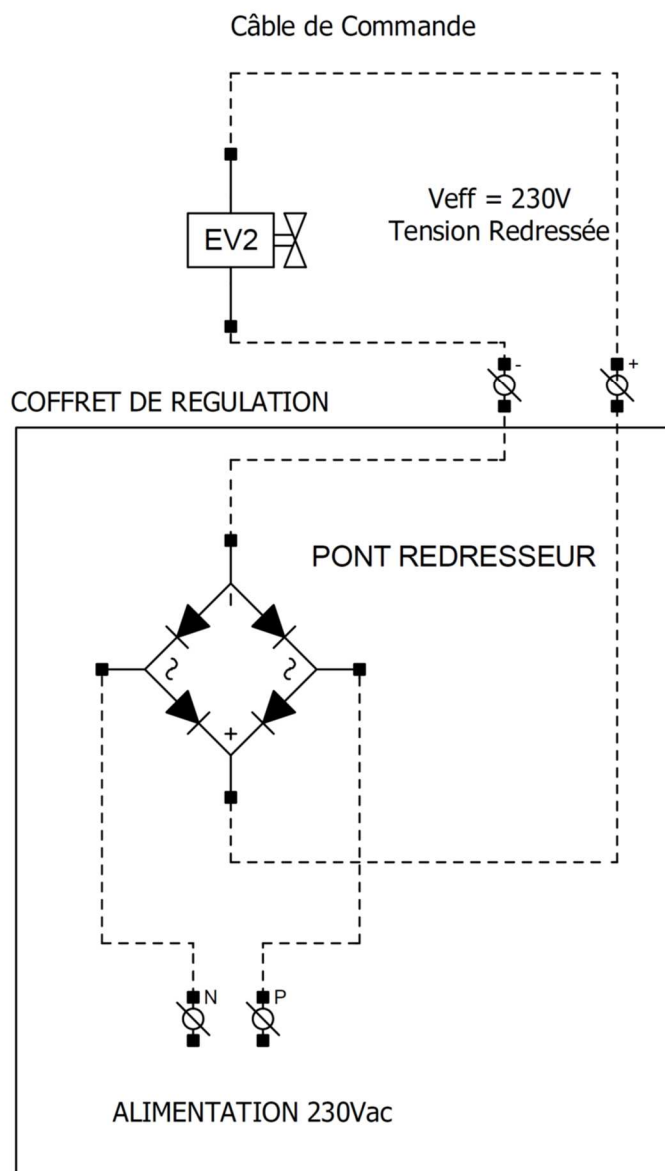 Câble de Commande
Veff = 230V
EV2
Tension Redressée
- +
COFFRET DE REGULATION
PONT REDRESSEUR
-
~ ~
+
N P
ALIMENTATION 230Vac